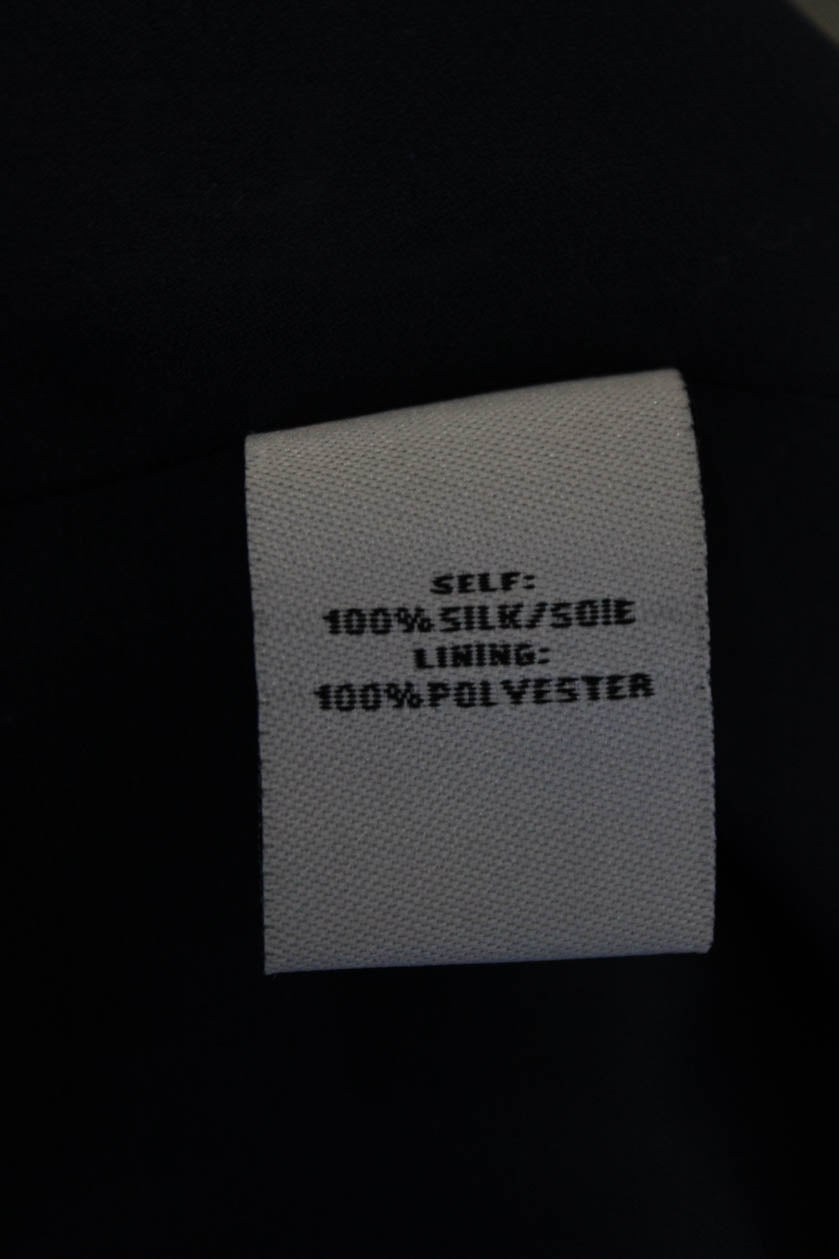 SELF:
100%SILK/SOIE
LINING:
100%POLYESTER